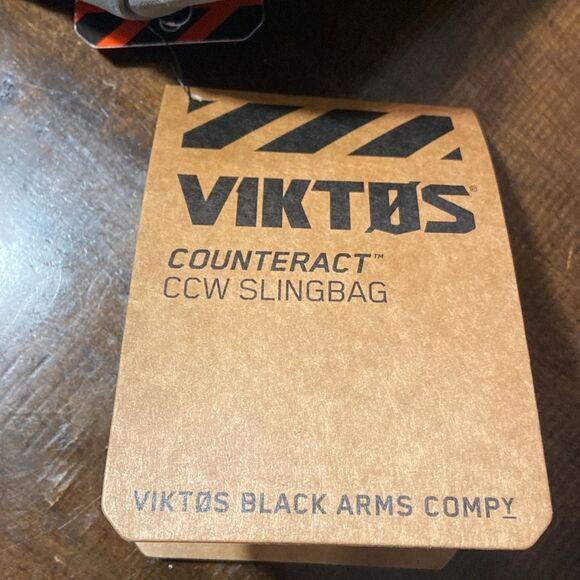 VIKTØS®
COUNTERACT™
CCW SLINGBAG
VIKTØS BLACK ARMS COMPY